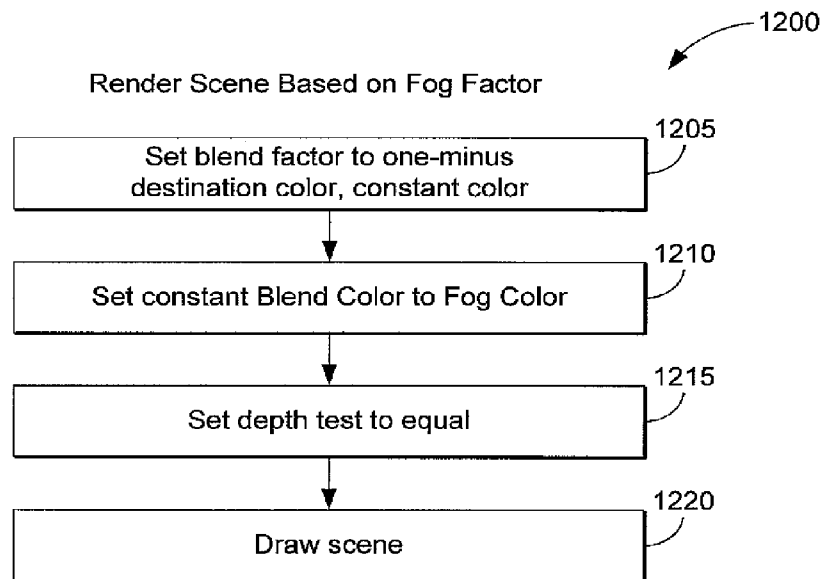 1200
Render Scene Based on Fog Factor
1205
Set blend factor to one-minus
destination color, constant color
1210
Set constant Blend Color to Fog Color
1215
Set depth test to equal
1220
Draw scene